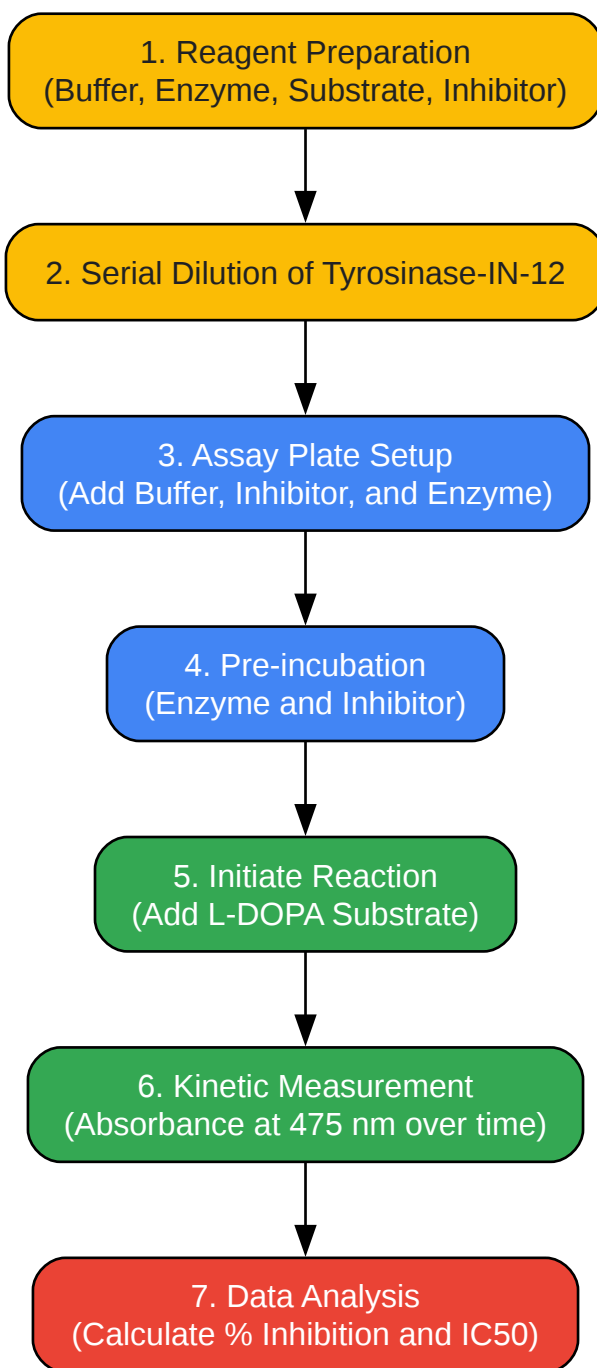 1. Reagent Preparation
(Buffer, Enzyme, Substrate, Inhibitor)
2. Serial Dilution of Tyrosinase-IN-12
3. Assay Plate Setup
(Add Buffer, Inhibitor, and Enzyme)
4. Pre-incubation
(Enzyme and Inhibitor)
5. Initiate Reaction
(Add L-DOPA Substrate)
6. Kinetic Measurement
(Absorbance at 475 nm over time)
7. Data Analysis
(Calculate % Inhibition and IC50)